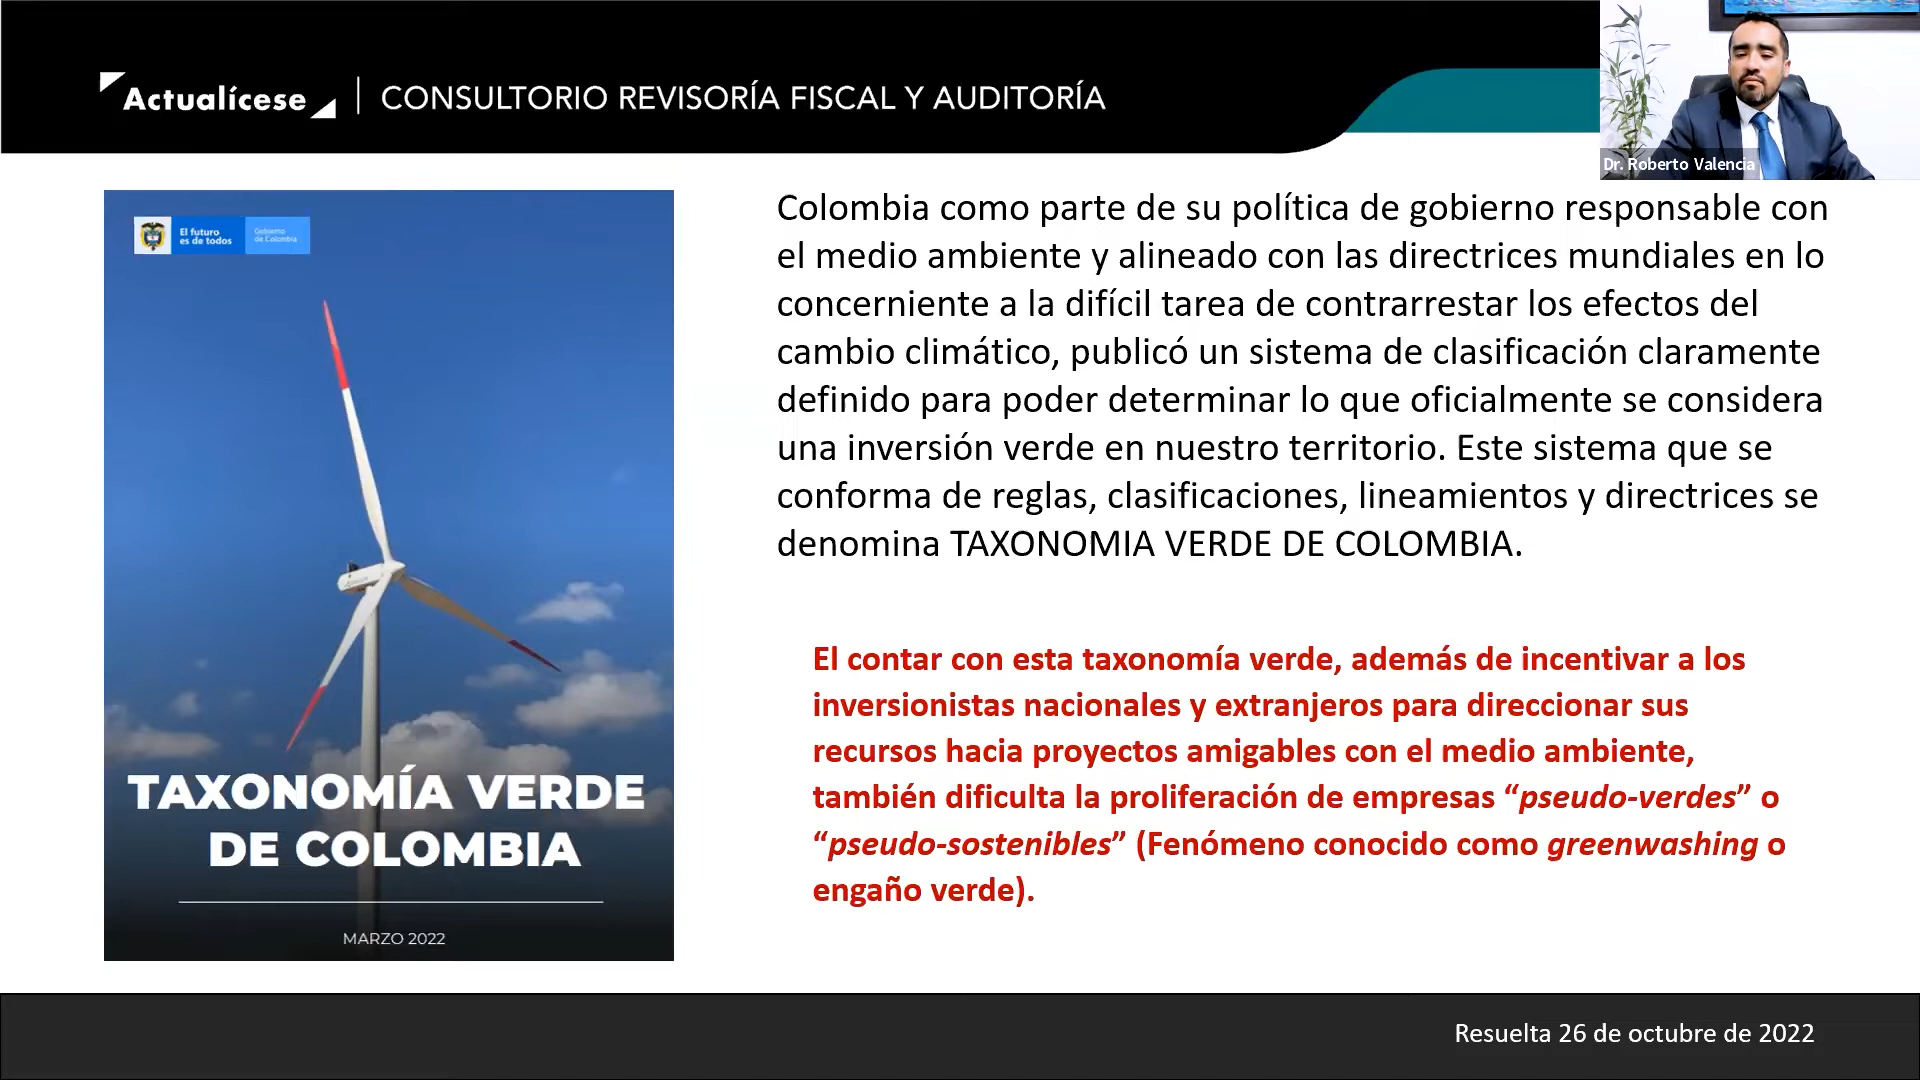 Actualícese | CONSULTORIO REVISORÍA FISCAL Y AUDITORÍA
Dr. Roberto Valencia
El futuro
es de todos
Gobierno
de Colombia
TAXONOMÍA VERDE
DE COLOMBIA
MARZO 2022
Colombia como parte de su política de gobierno responsable con
el medio ambiente y alineado con las directrices mundiales en lo
concerniente a la difícil tarea de contrarrestar los efectos del
cambio climático, publicó un sistema de clasificación claramente
definido para poder determinar lo que oficialmente se considera
una inversión verde en nuestro territorio. Este sistema que se
conforma de reglas, clasificaciones, lineamientos y directrices se
denomina TAXONOMIA VERDE DE COLOMBIA.
El contar con esta taxonomía verde, además de incentivar a los
inversionistas nacionales y extranjeros para direccionar sus
recursos hacia proyectos amigables con el medio ambiente,
también dificulta la proliferación de empresas “pseudo-verdes” o
“pseudo-sostenibles” (Fenómeno conocido como greenwashing o
engaño verde).
Resuelta 26 de octubre de 2022